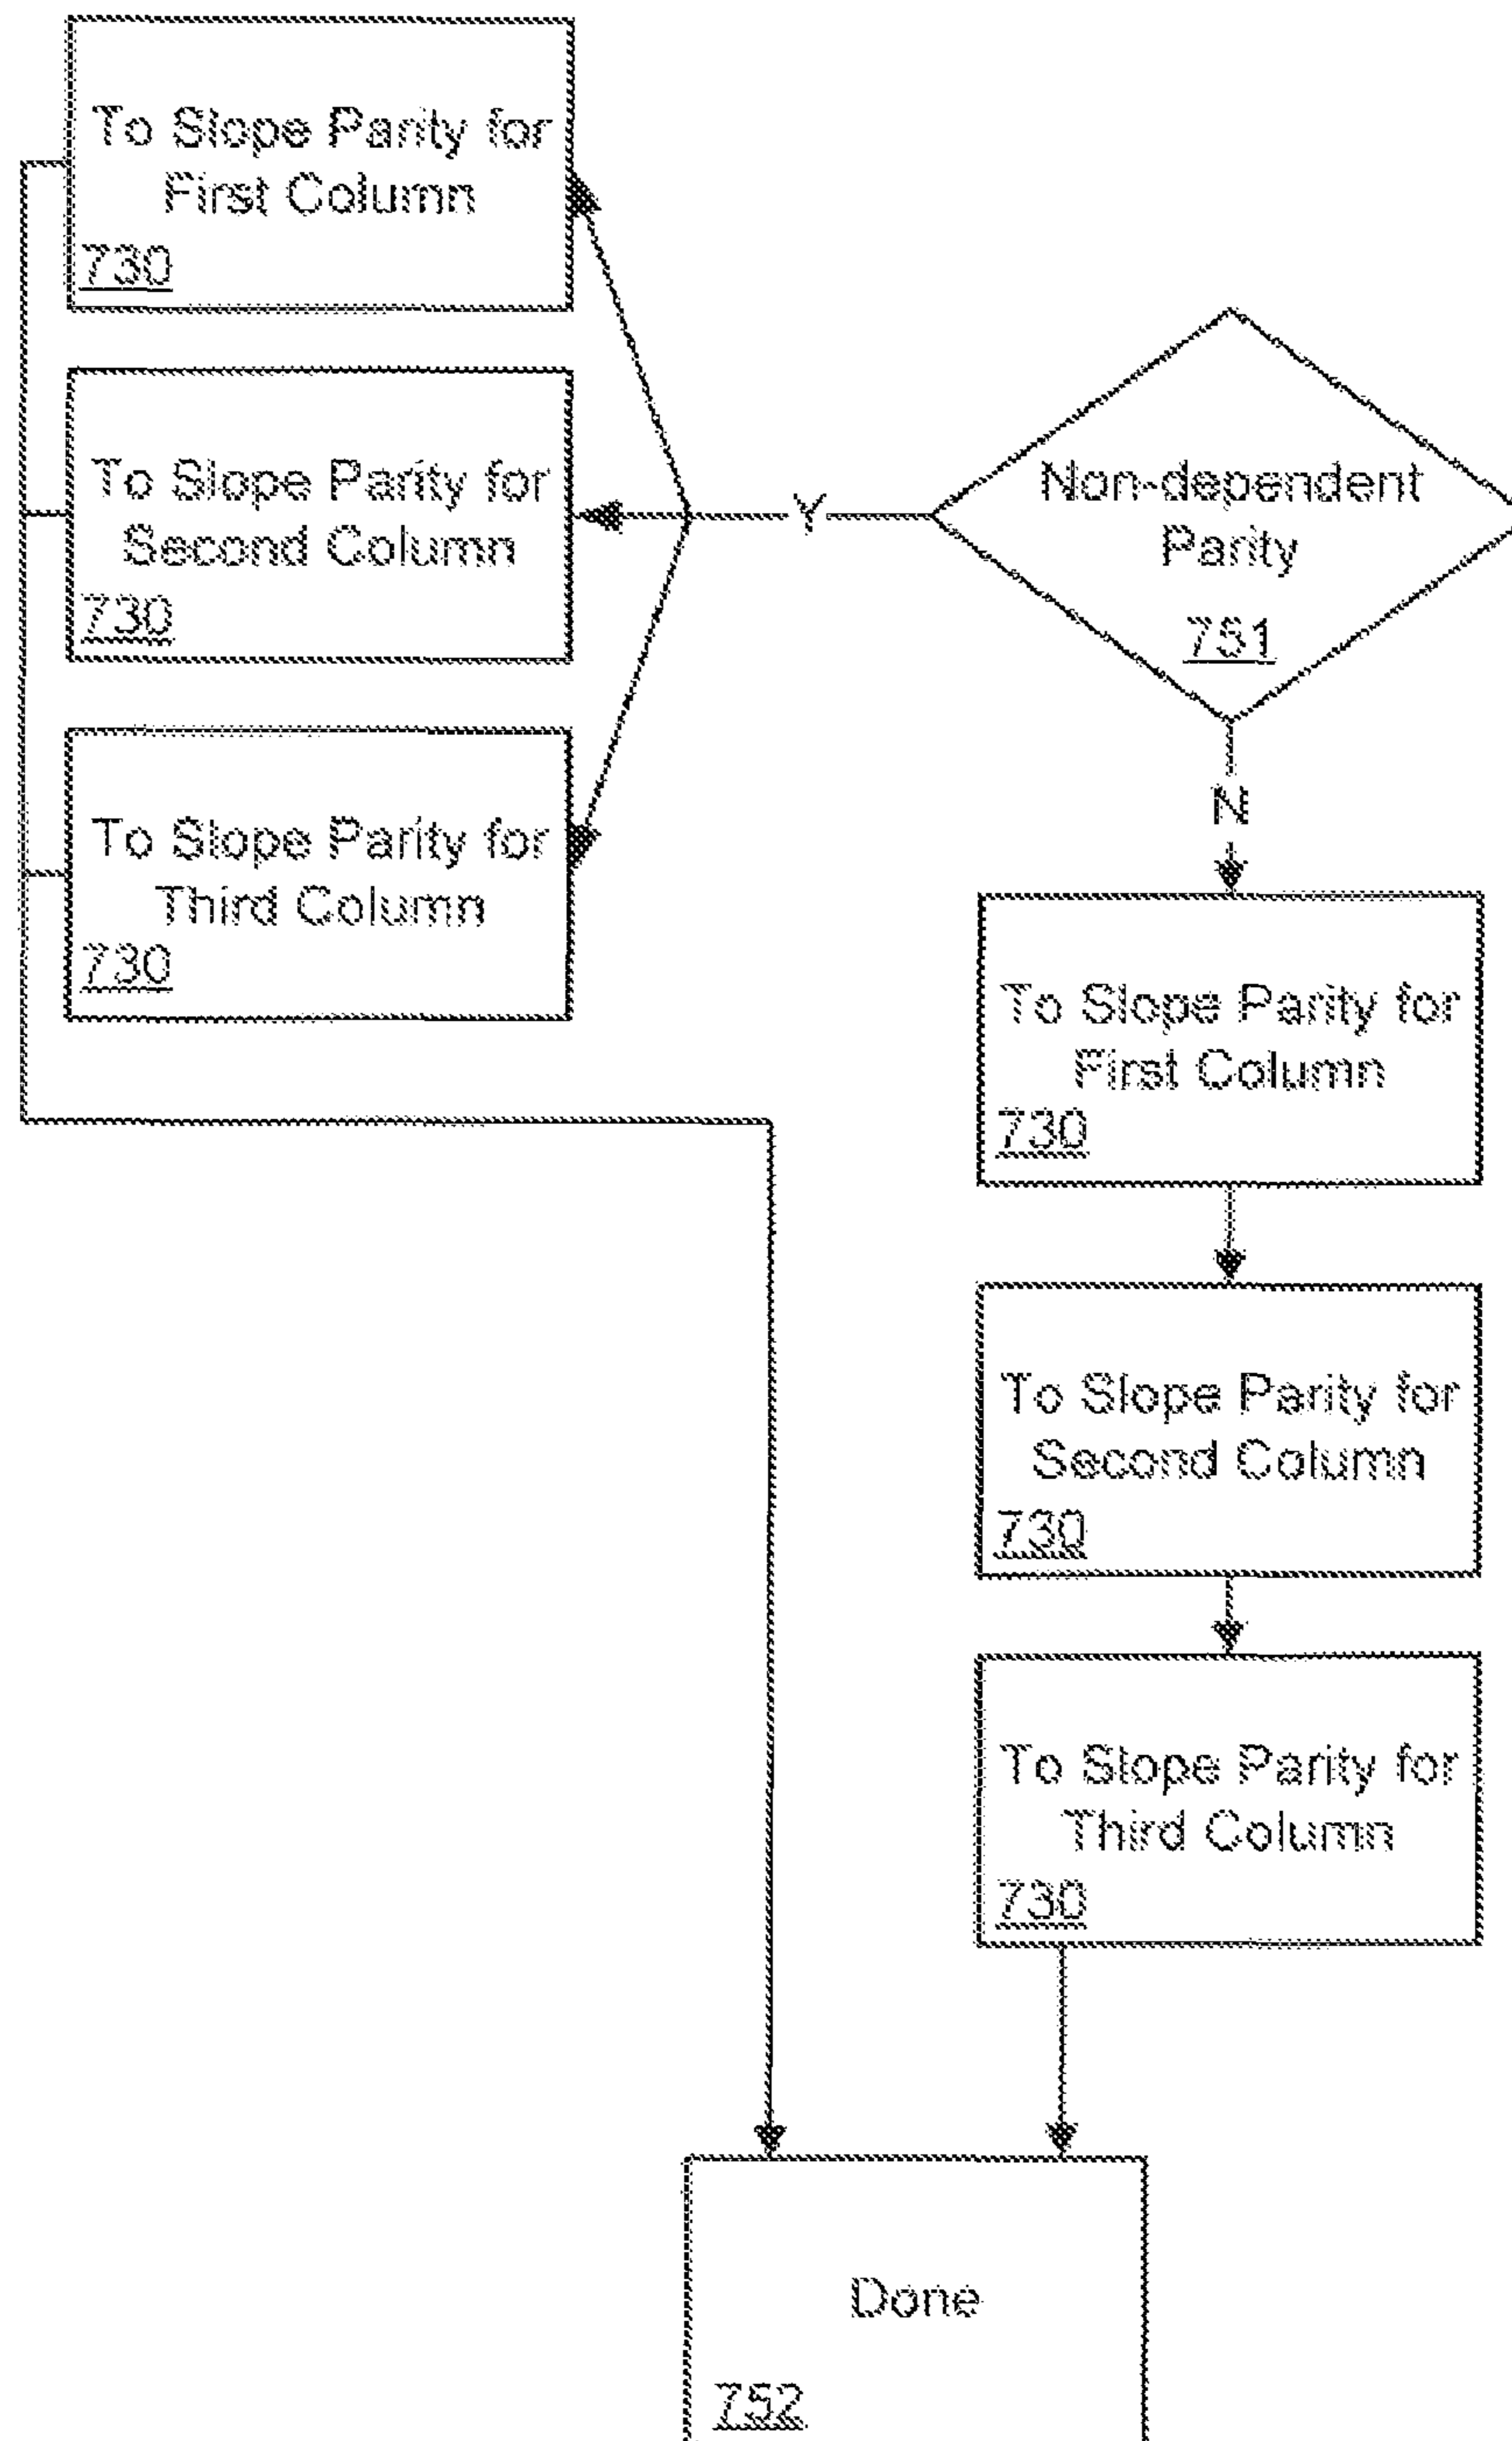 To Slope Parity for
First Column
730
To Slope Parity for
Second Column
730
To Slope Parity for
Third Column
730
Y
Non-dependent
Parity
751
N
To Slope Parity for
First Column
730
To Slope Parity for
Second Column
730
To Slope Parity for
Third Column
730
Done
752